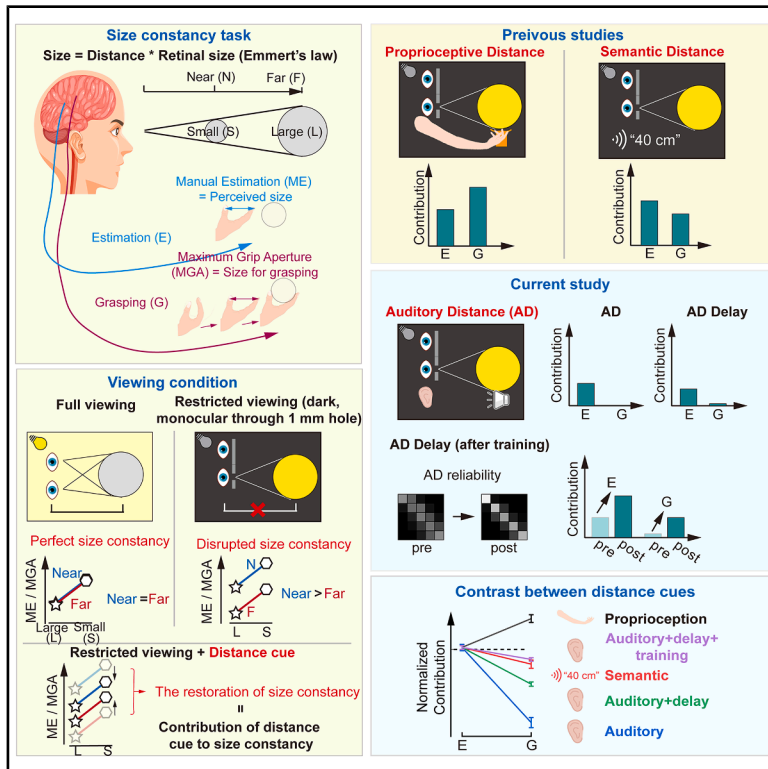 Size constancy task
Size = Distance * Retinal size (Emmert's law)
Near (N)
Far (F)
Small (S)
Large (L)
Manual Estimation (ME)
= Perceived size
Estimation (E)
Maximum Grip Aperture
(MGA) = Size for grasping
Grasping (G)
Viewing condition
Full viewing
Restricted viewing (dark,
monocular through 1 mm hole)
Perfect size constancy
Disrupted size constancy
ME / MGA
Near
Far
Near=Far
Large
(L)
Small
(S)
ME / MGA
N
F
Near>Far
L S
Restricted viewing + Distance cue
ME / MGA
L S
The restoration of size constancy
=
Contribution of distance
cue to size constancy
Preivous studies
Proprioceptive Distance
Semantic Distance
"40 cm"
Contribution
E G
Contribution
E G
Current study
Auditory Distance (AD)
AD
AD Delay
Contribution
E G
Contribution
E G
AD Delay (after training)
AD reliability
pre
post
Contribution
E
G
pre post pre post
Contrast between distance cues
Normalized
Contribution
E G
Proprioception
Auditory+delay+
training
"40 cm" Semantic
Auditory+delay
Auditory